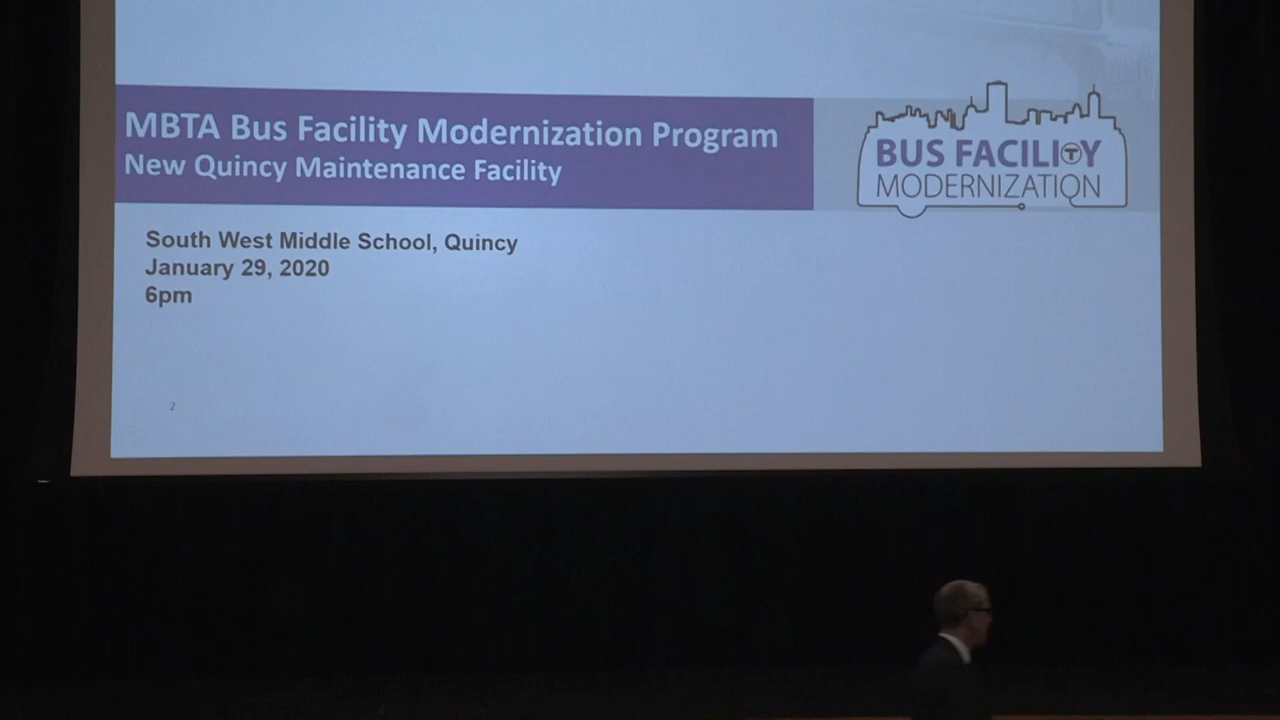 MBTA Bus Facility Modernization Program
New Quincy Maintenance Facility
BUS FACILITY
MODERNIZATION
South West Middle School, Quincy
January 29, 2020
6pm
2